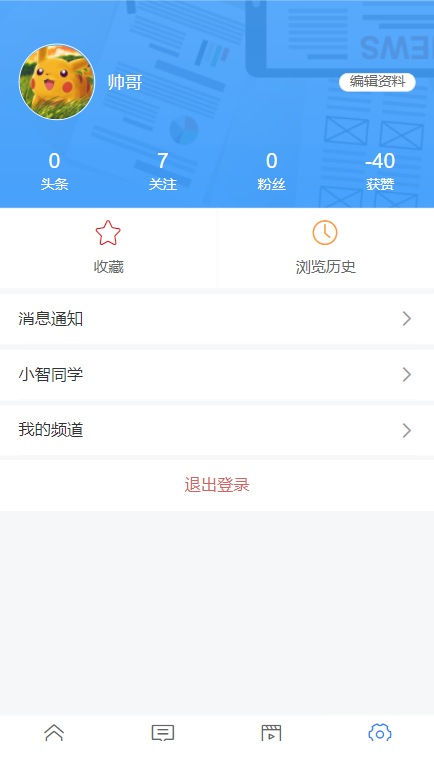 NEWS
帅哥
编辑资料
0 7 0 -40
头条 关注 粉丝 获赞
收藏 浏览历史
消息通知
小智同学
我的频道
退出登录